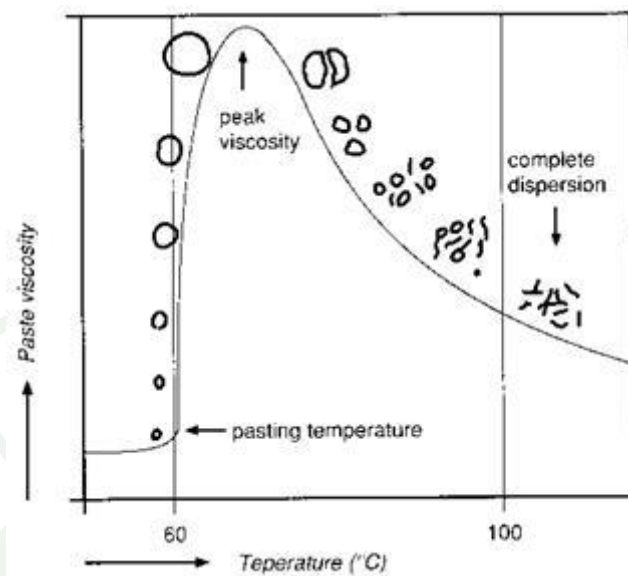 peak
viscosity
complete
dispersion
Paste viscosity
pasting temperature
60
100
Teperature (°C)